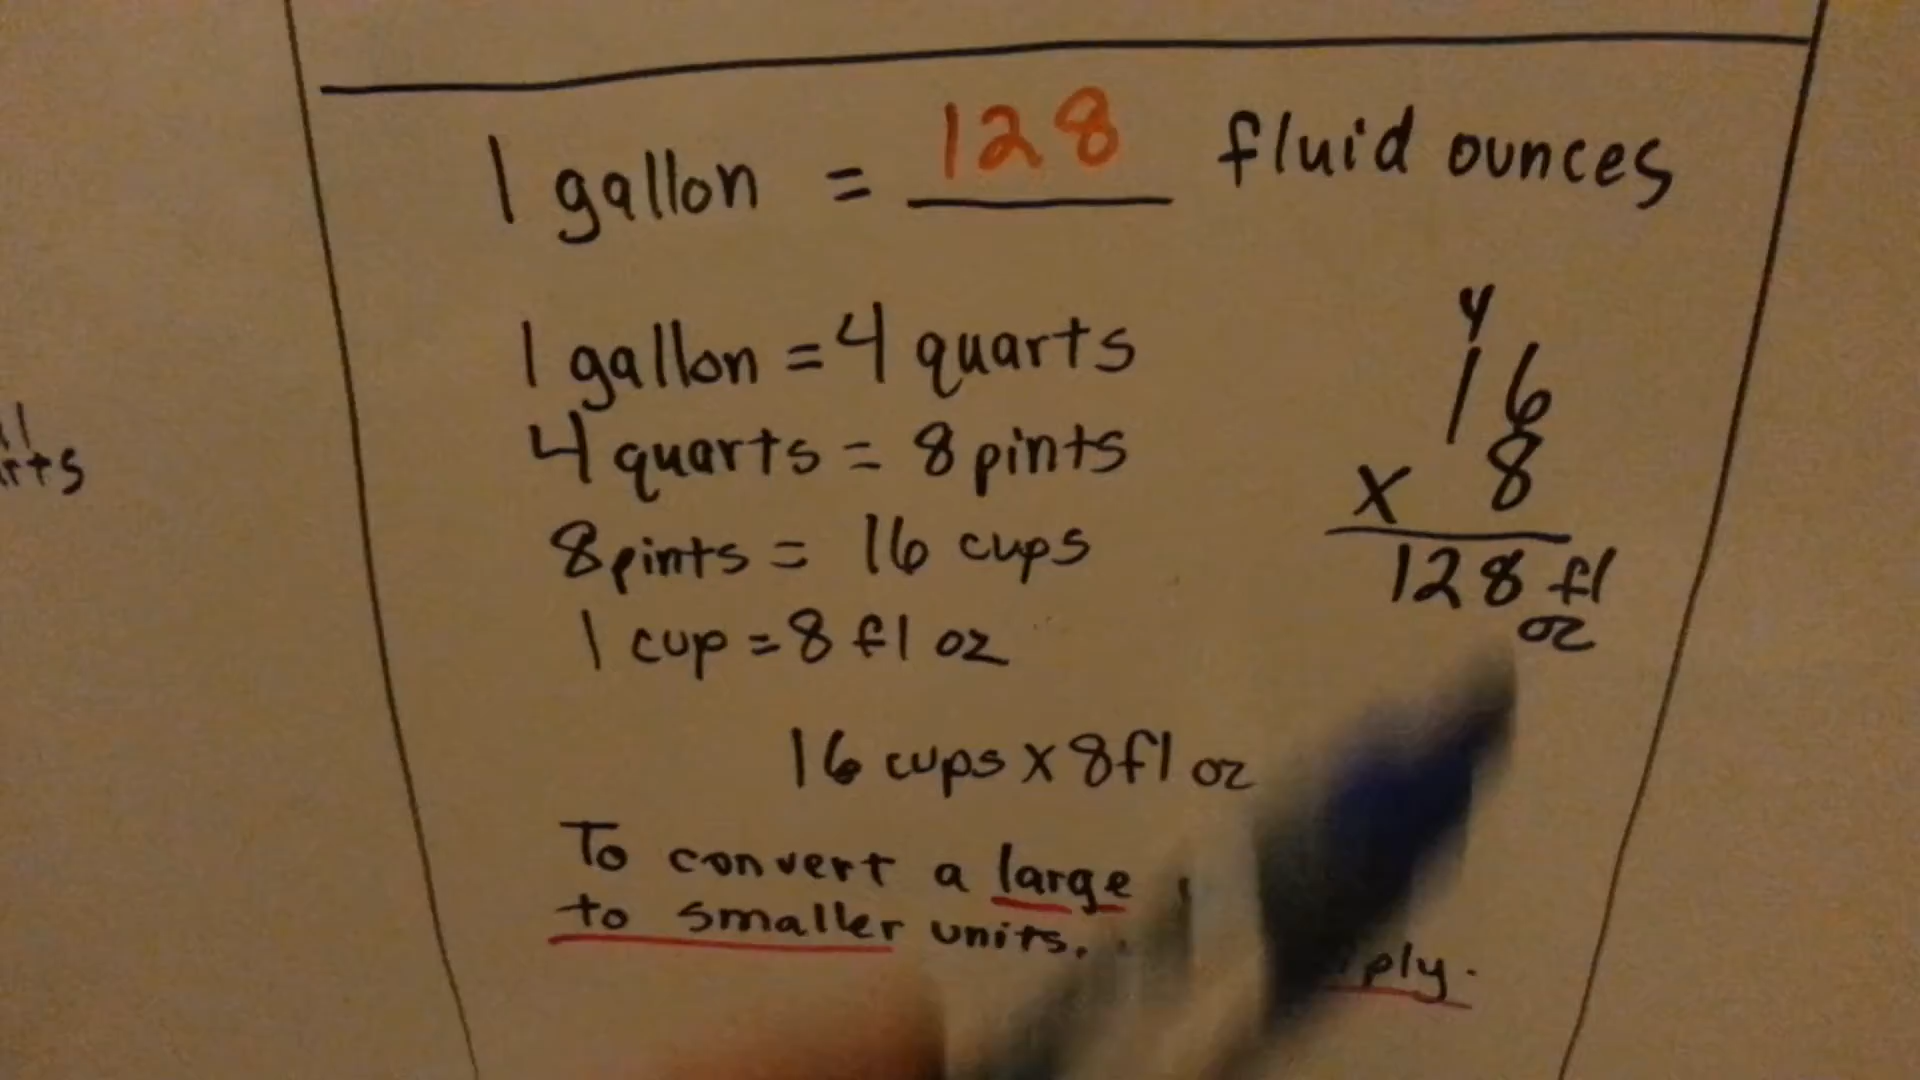 1 gallon = 128 fluid ounces
1 gallon = 4 quarts
4 quarts = 8 pints
8 pints = 16 cups
1 cup = 8 fl oz
4
16
x 8
128 fl
oz
16 cups x 8 fl oz
To convert a large
to smaller units.